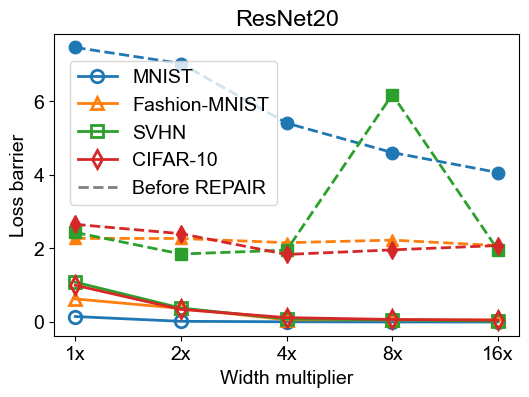 ResNet20
Loss barrier
6
4
2
0
MNIST
Fashion-MNIST
SVHN
CIFAR-10
Before REPAIR
1x 2x 4x 8x 16x
Width multiplier